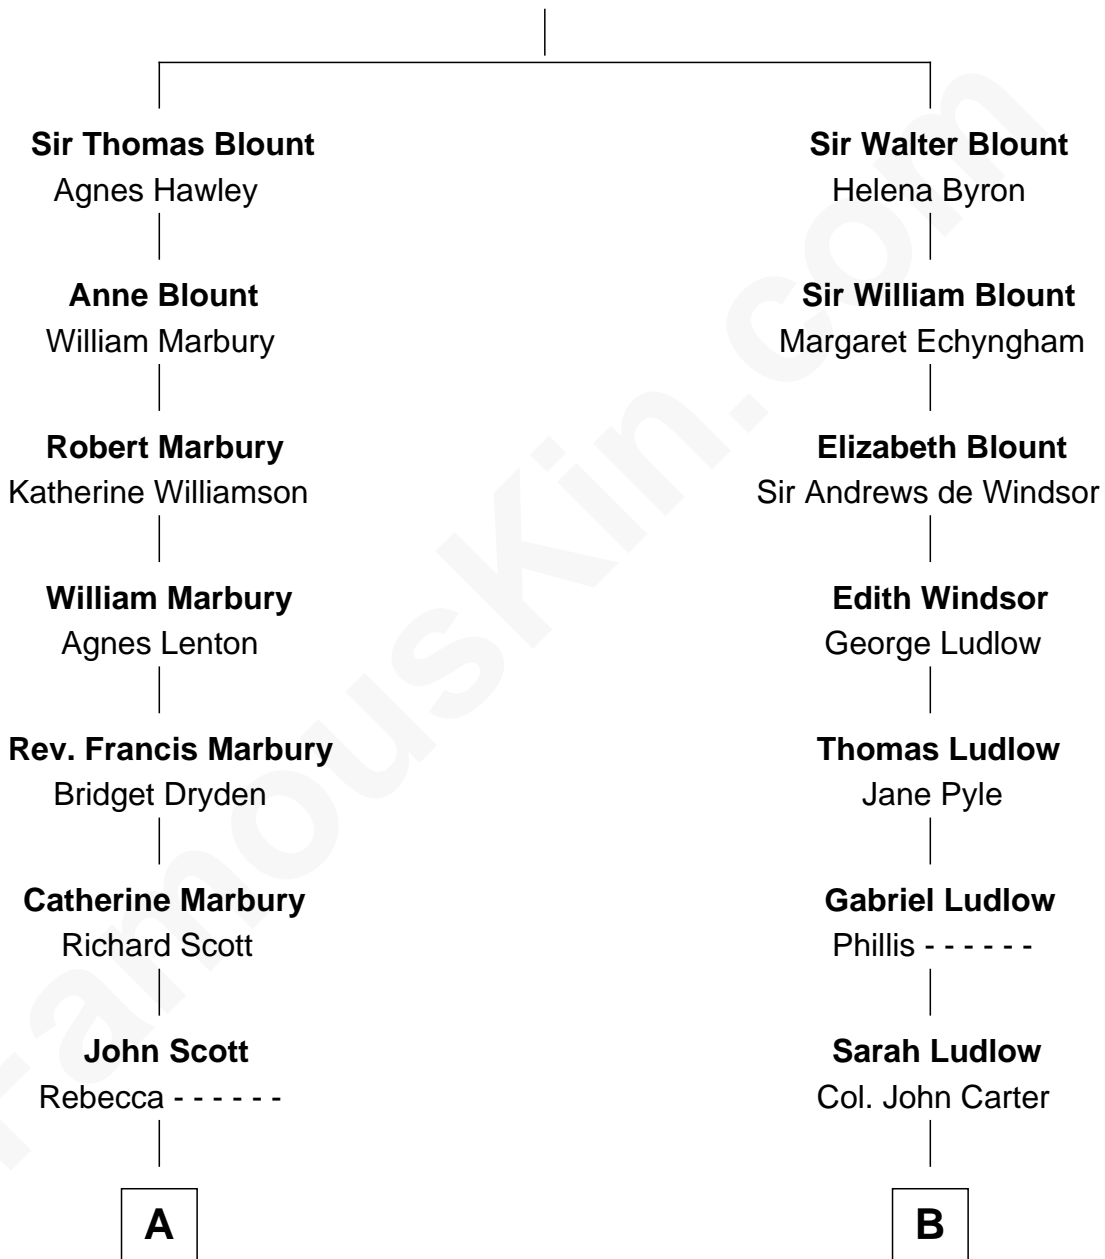 Sir Thomas Blount
Agnes Hawley
Anne Blount
William Marbury
Robert Marbury
Katherine Williamson
William Marbury
Agnes Lenton
Rev. Francis Marbury
Bridget Dryden
Catherine Marbury
Richard Scott
John Scott
Rebecca - - - - - -
A
Sir Walter Blount
Helena Byron
Sir William Blount
Margaret Echyngham
Elizabeth Blount
Sir Andrews de Windsor
Edith Windsor
George Ludlow
Thomas Ludlow
Jane Pyle
Gabriel Ludlow
Phillis - - - - - -
Sarah Ludlow
Col. John Carter
B
FamousKin.com